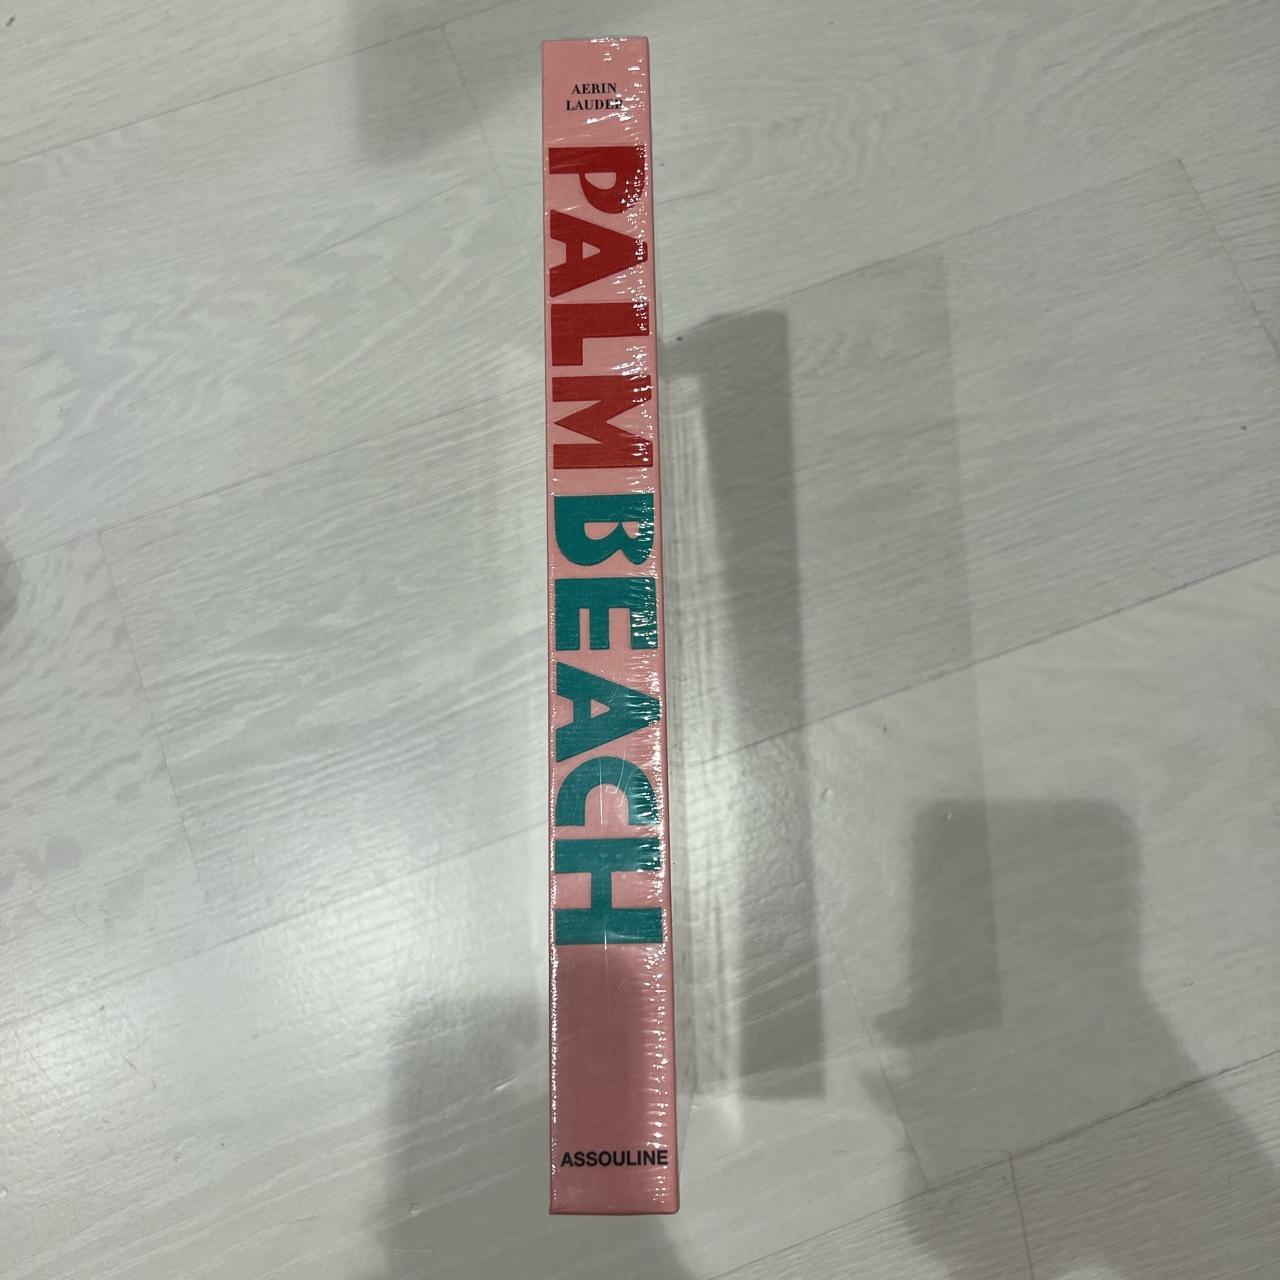 AERIN
LAUDER
PALM BEACH
ASSOULINE